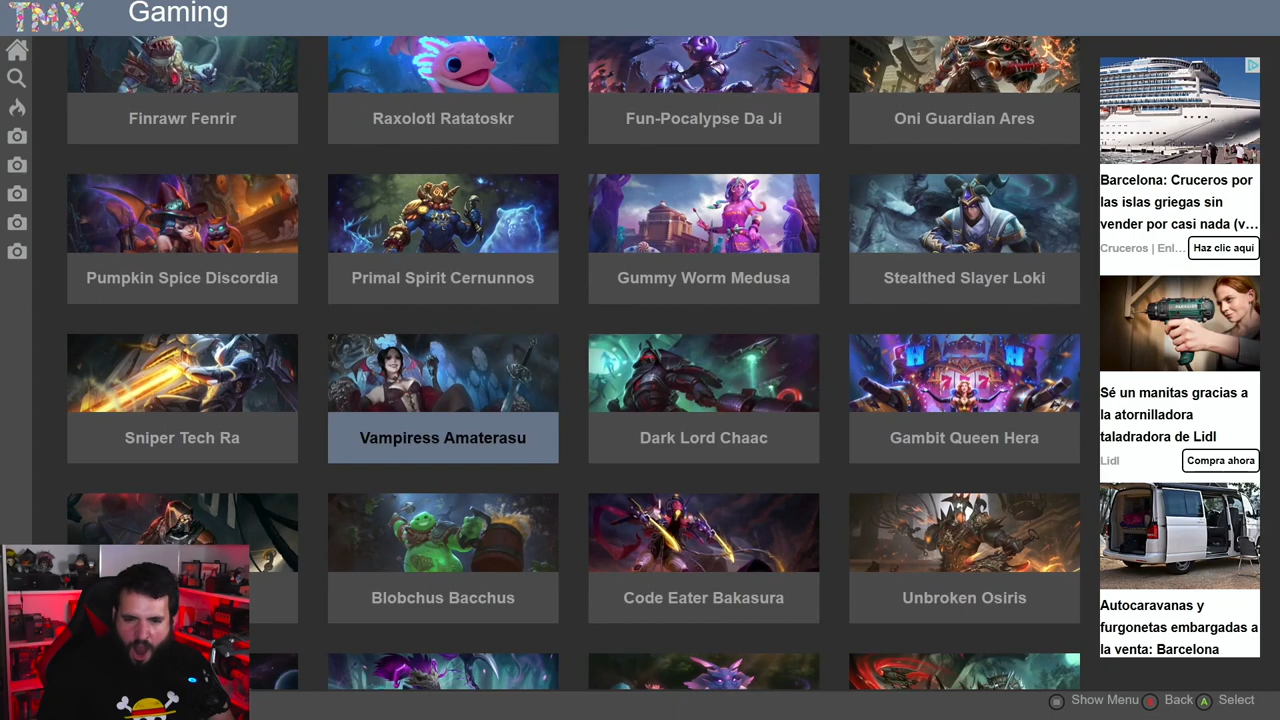 TMX
Gaming
Finrawr Fenrir
Raxolotl Raatoskr
Fun-Pocalypse Da Ji
Oni Guardian Ares
Pumpkin Spice Discordia
Primal Spirit Cernunnos
Gummy Worm Medusa
Stealthed Slayer Loki
Sniper Tech Ra
Vampiress Amaterasu
Dark Lord Chaac
Gambit Queen Hera
Blobchus Bacchus
Code Eater Bakasura
Unbroken Osiris
Barcelona: Cruceros por
las islas griegas sin
vender por casi nada (v...
Cruceros | Enl...
Haz clic aquí
Sé un manitas gracias a
la atornilladora
taladradora de Lidl
Lidl
Compra ahora
Autocaravanas y
furgonetas embargadas a
la venta: Barcelona
Show Menu
Back
A Select